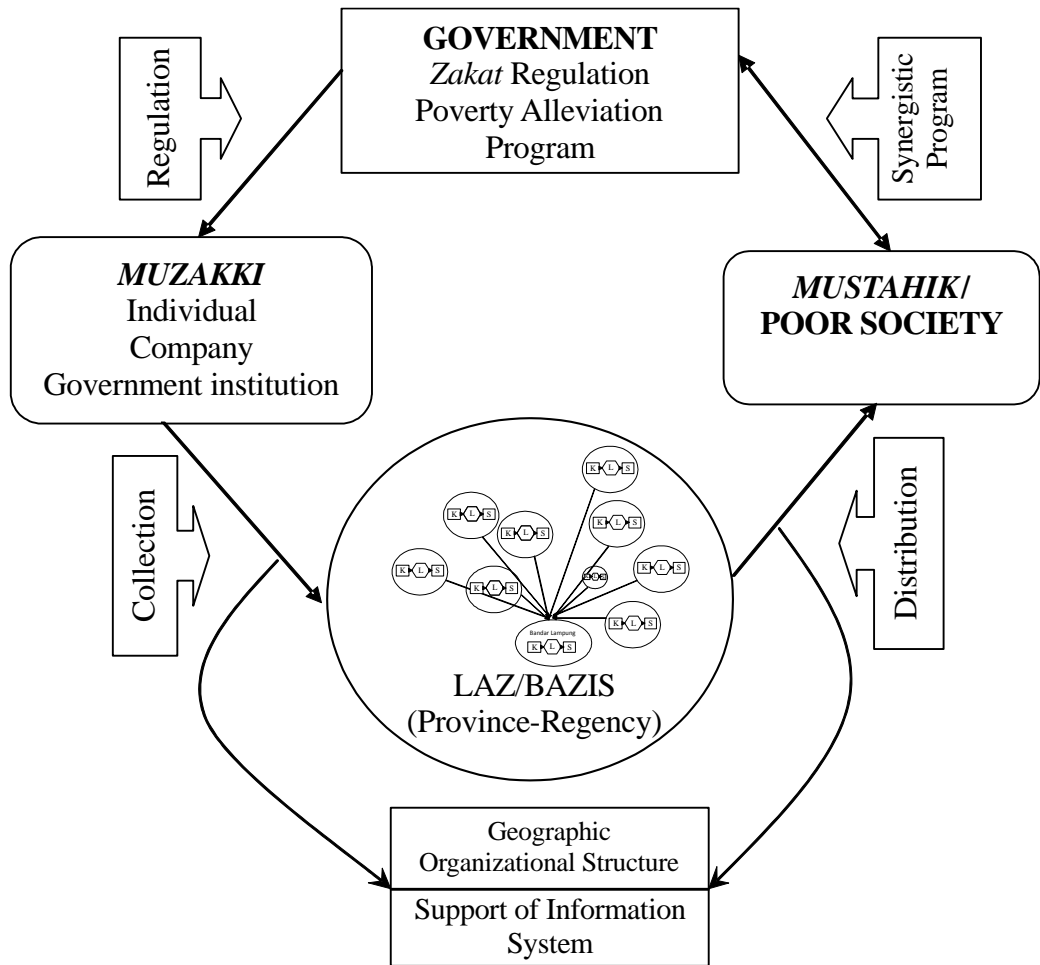 GOVERNMENT
Zakat Regulation
Poverty Alleviation
Program
Regulation
Synergistic
Program
MUZAKKI
Individual
Company
Government institution
MUSTAHIK/
POOR SOCIETY
Collection
Distribution
K L S
K L S
K L S
K L S
K L S
K L S
K L S
K L S
Bandar Lampung
K L S
LAZ/BAZIS
(Province-Regency)
Geographic
Organizational Structure
Support of Information
System